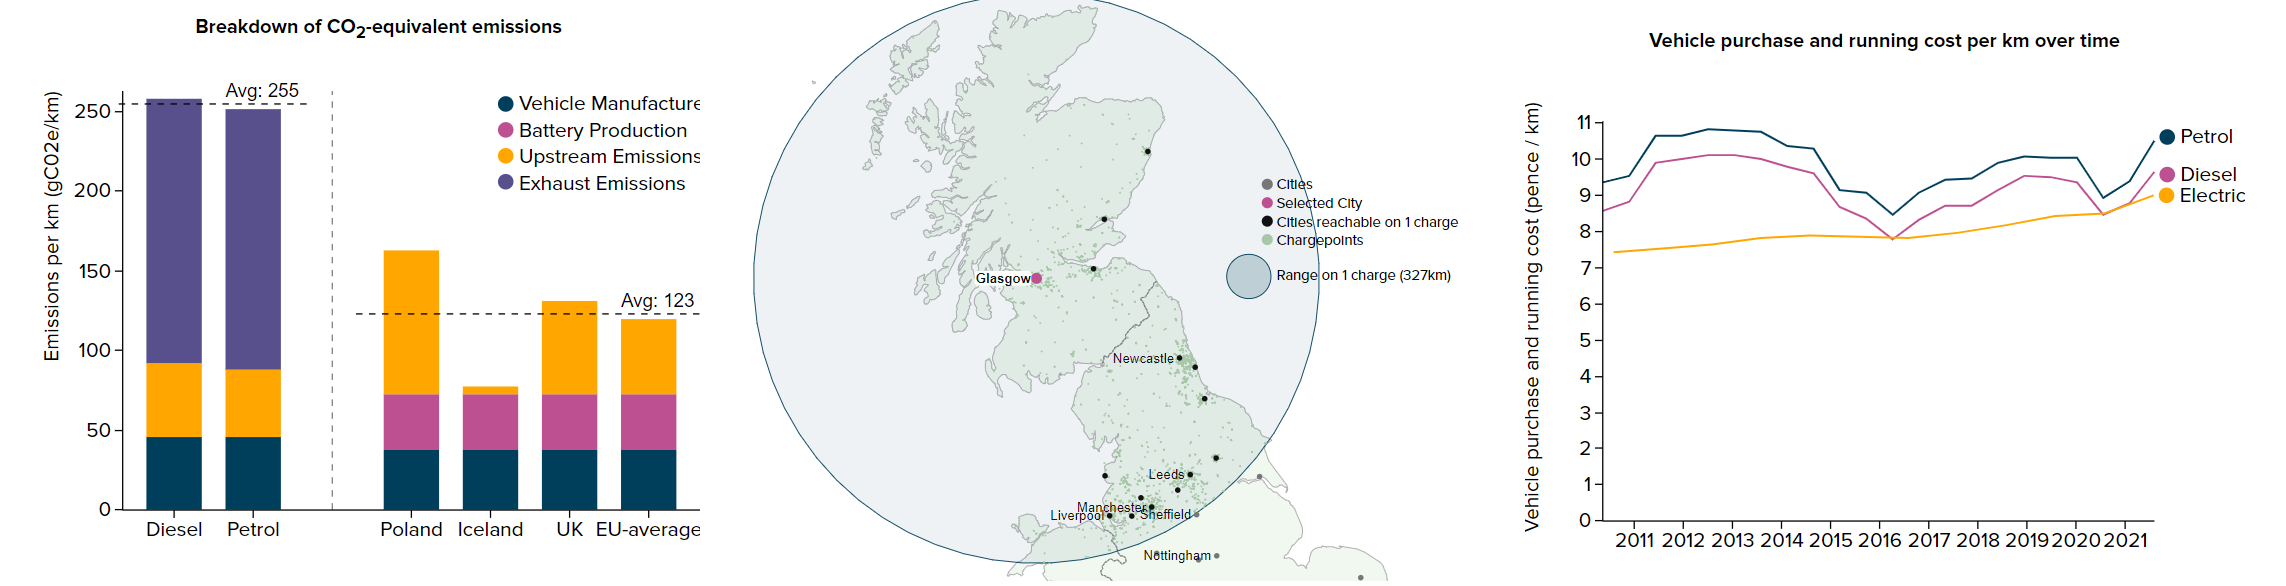 Breakdown of CO2-equivalent emissions
Emissions per km (gCO2e/km)
250
200
150
100
50
0
Avg: 255
Avg: 123
Vehicle Manufacture
Battery Production
Upstream Emissions
Exhaust Emissions
Diesel
Petrol
Poland
Iceland
UK
EU-average
Glasgow
Newcastle
Leeds
Manchester
Liverpool
Sheffield
Nottingham
Cities
Selected City
Cities reachable on 1 charge
Chargepoints
Range on 1 charge (327km)
Vehicle purchase and running cost per km over time
Vehicle purchase and running cost (pence / km)
11
10
9
8
7
6
5
4
3
2
1
0
2011 2012 2013 2014 2015 2016 2017 2018 2019 2020 2021
Petrol
Diesel
Electric